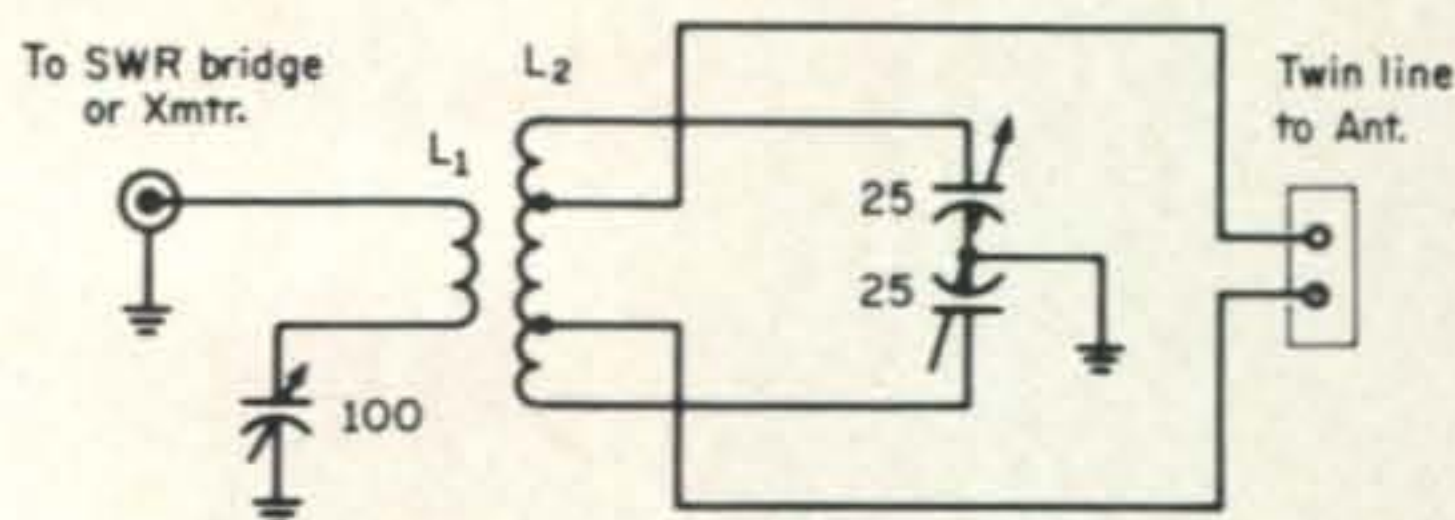 To SWR bridge
or Xmtr.
L1
L2
25
25
100
Twin line
to Ant.